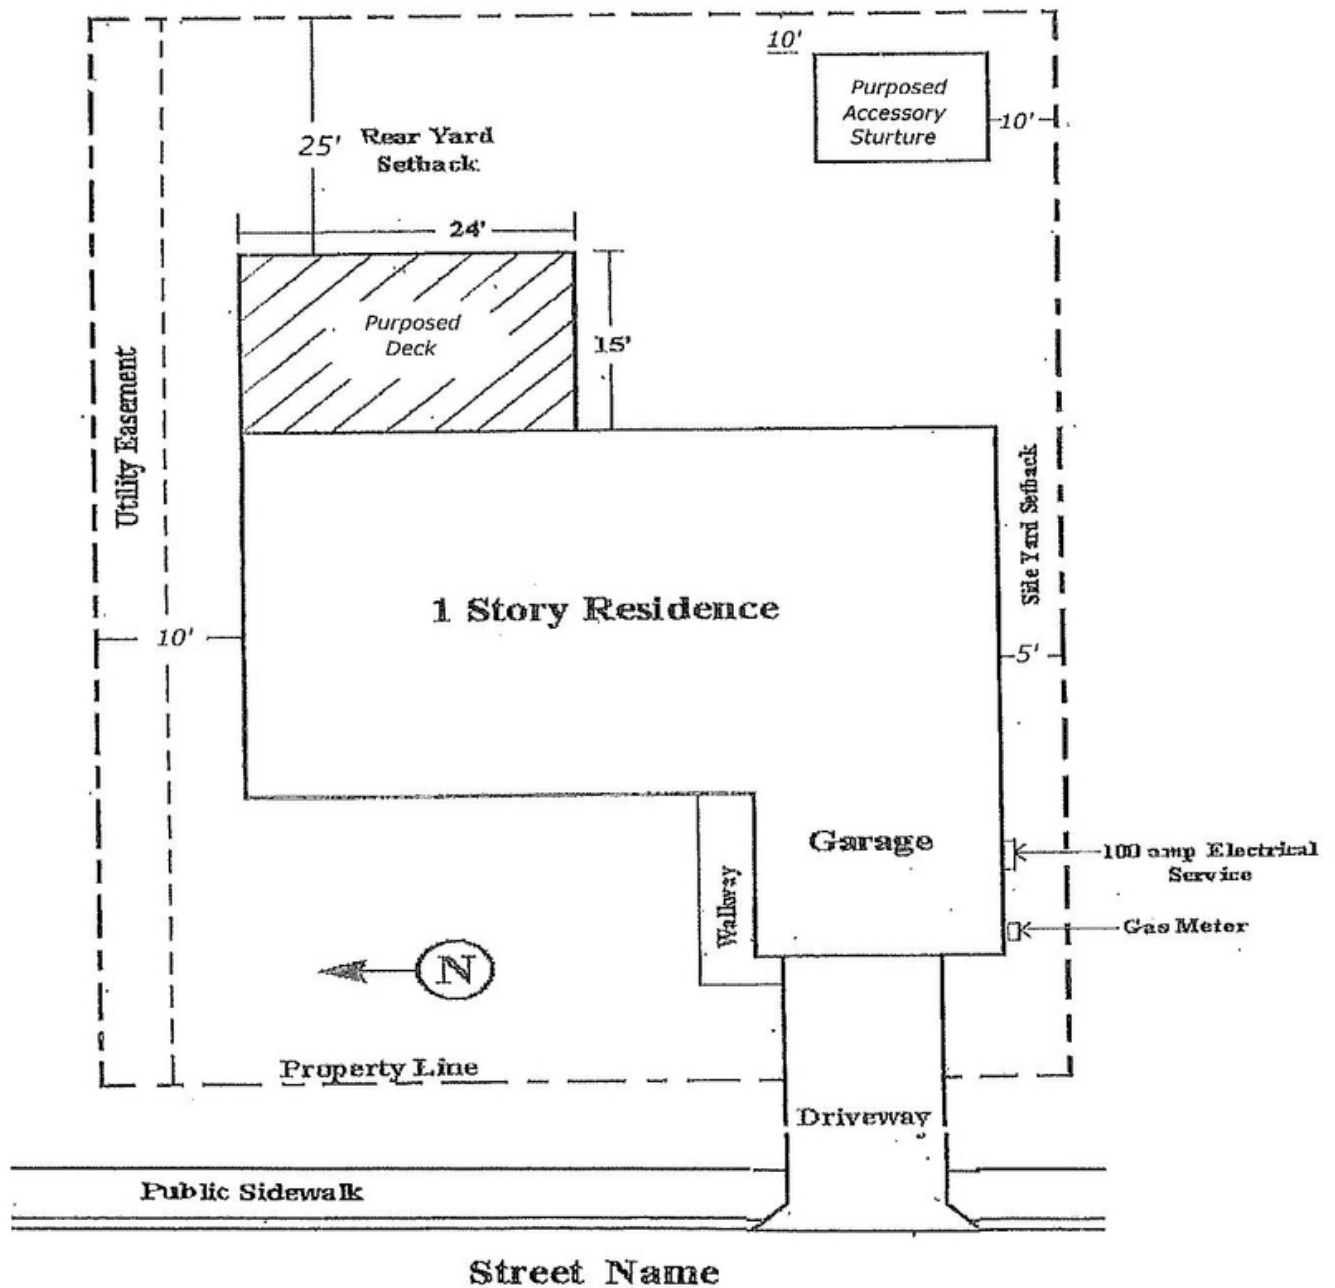 10'
Purposed
Accessory
Sturture
10'
25'
Rear Yard
Setback
24'
Purposed
Deck
15'
Utility Easement
Side Yard Setback
1 Story Residence
10'
5'
Garage
100 amp Electrical
Service
Walkway
Gas Meter
N
Property Line
Driveway
Public Sidewalk
Street Name